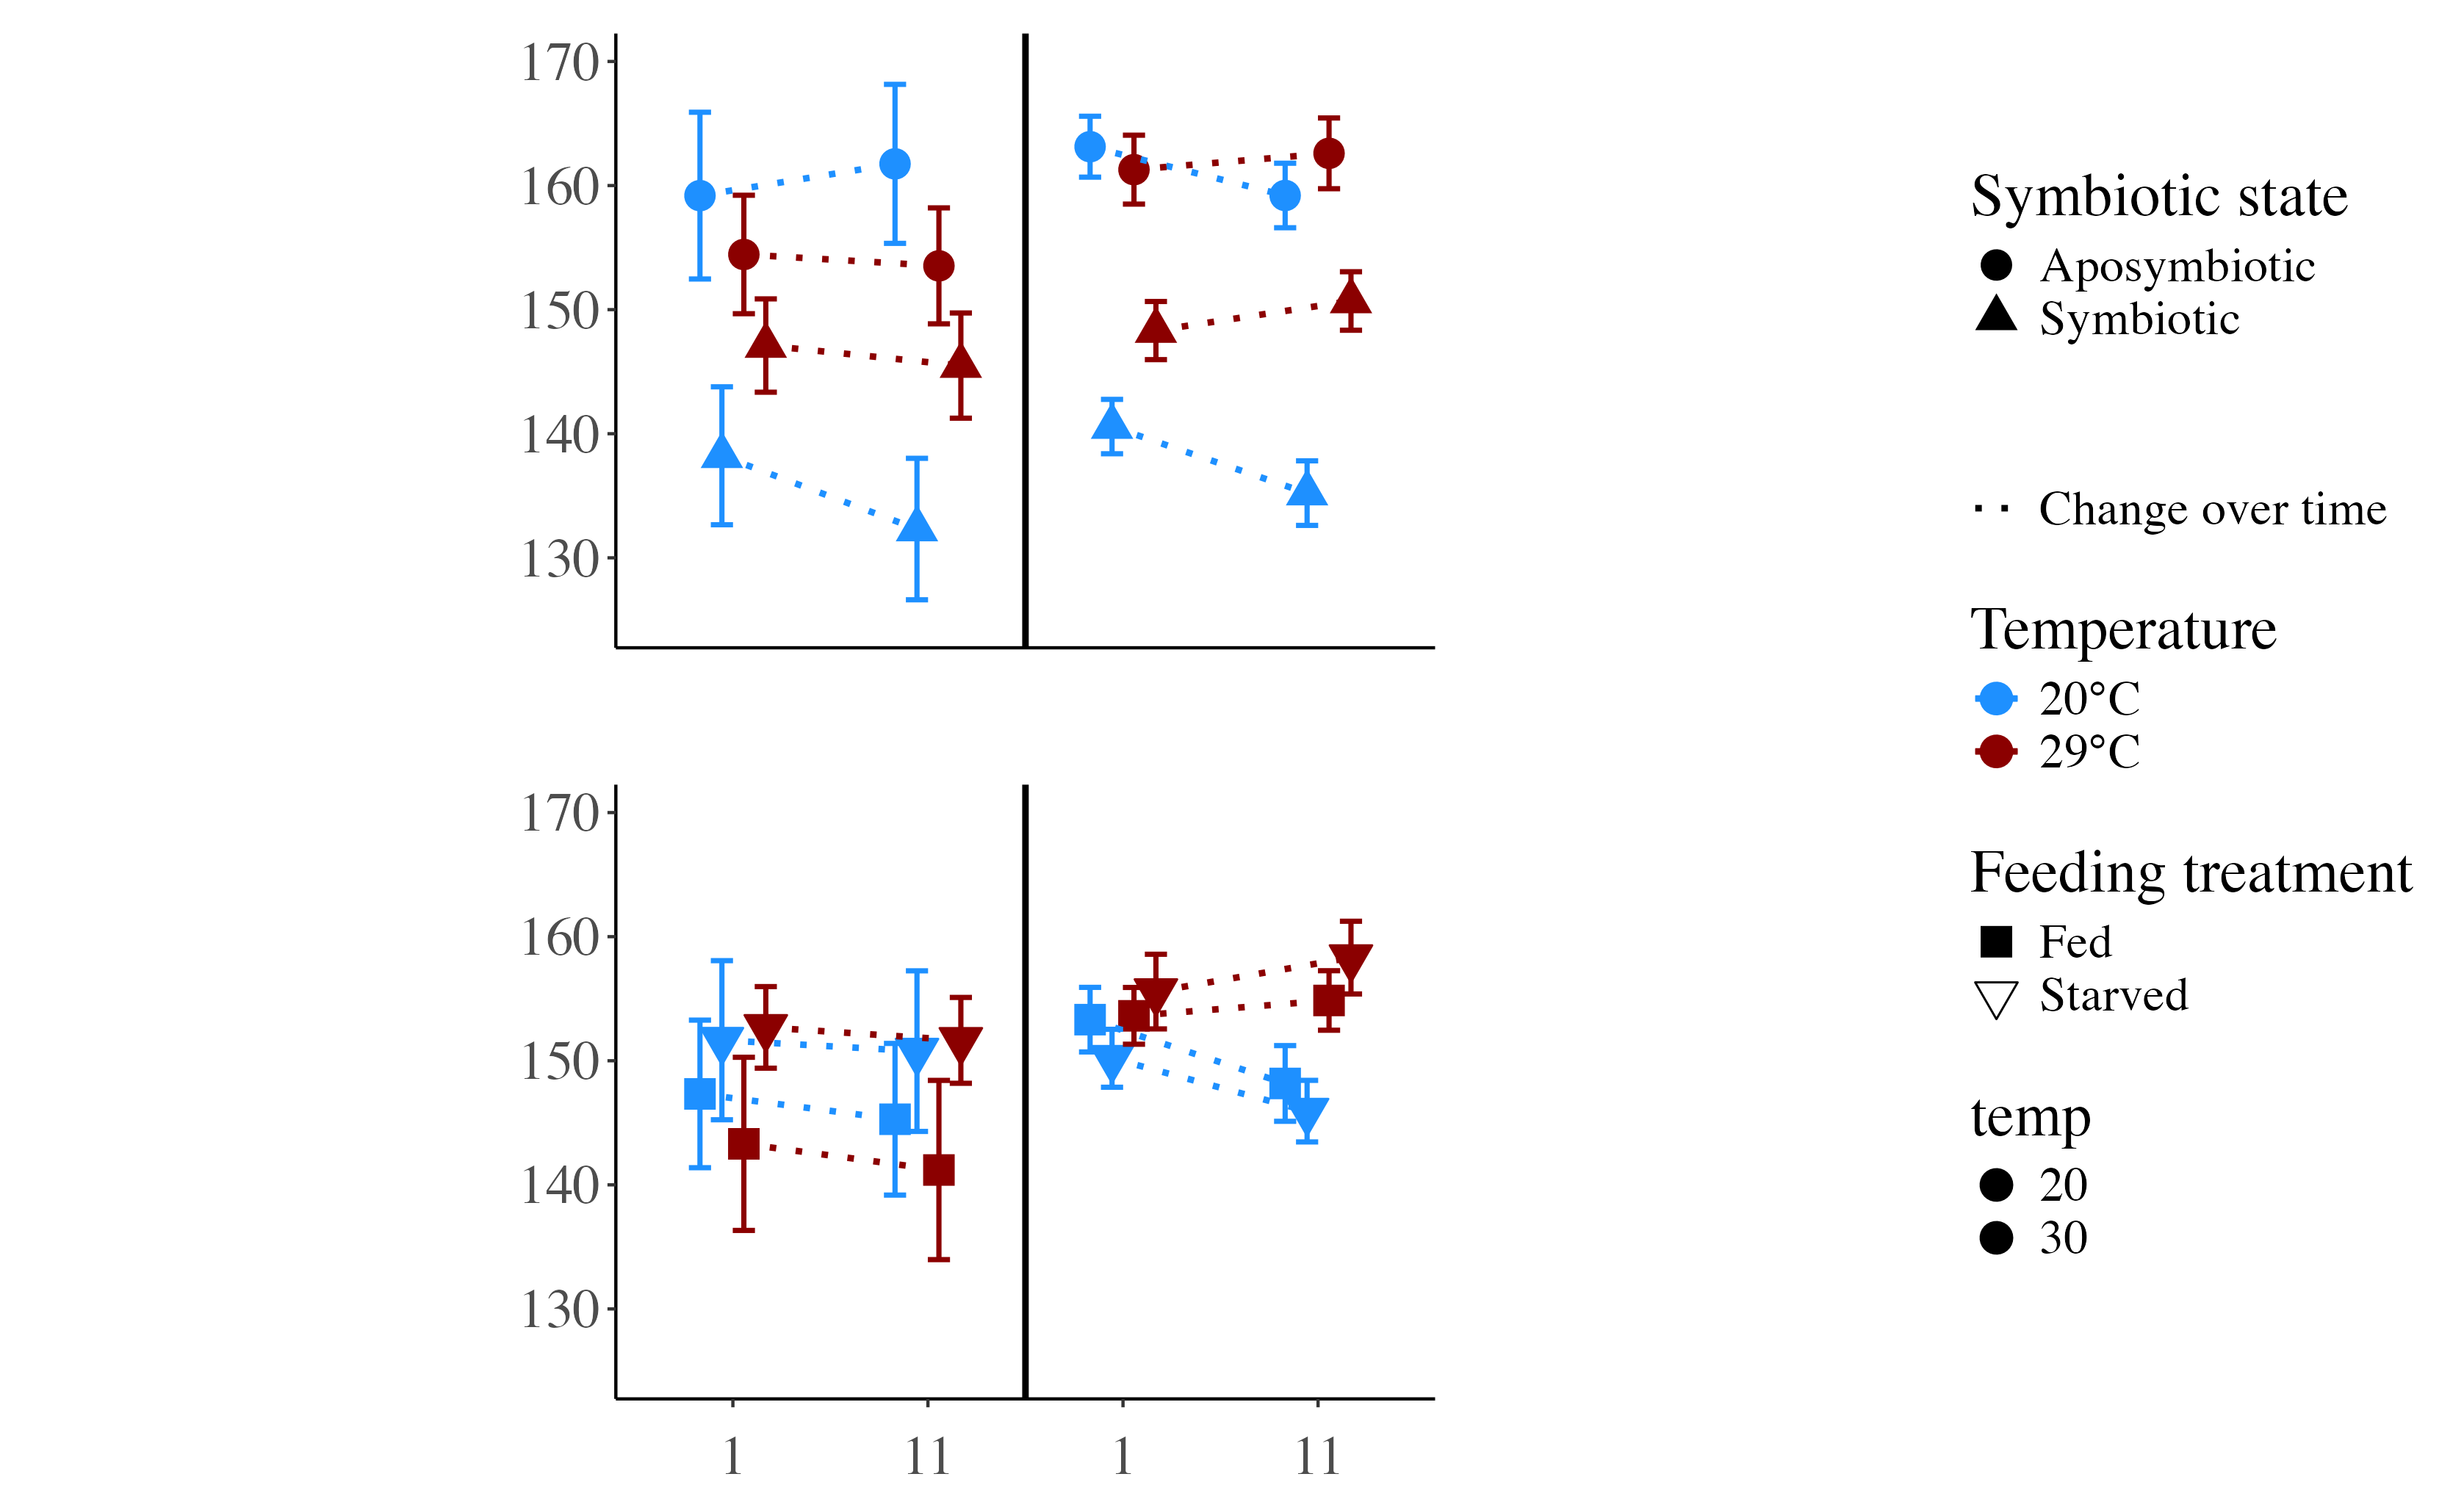 170
160
150
140
130
170
160
150
140
130
1 11 1 11
Symbiotic state
Aposymbiotic
Symbiotic
Change over time
Temperature
20°C
29°C
Feeding treatment
Fed
Starved
temp
20
30